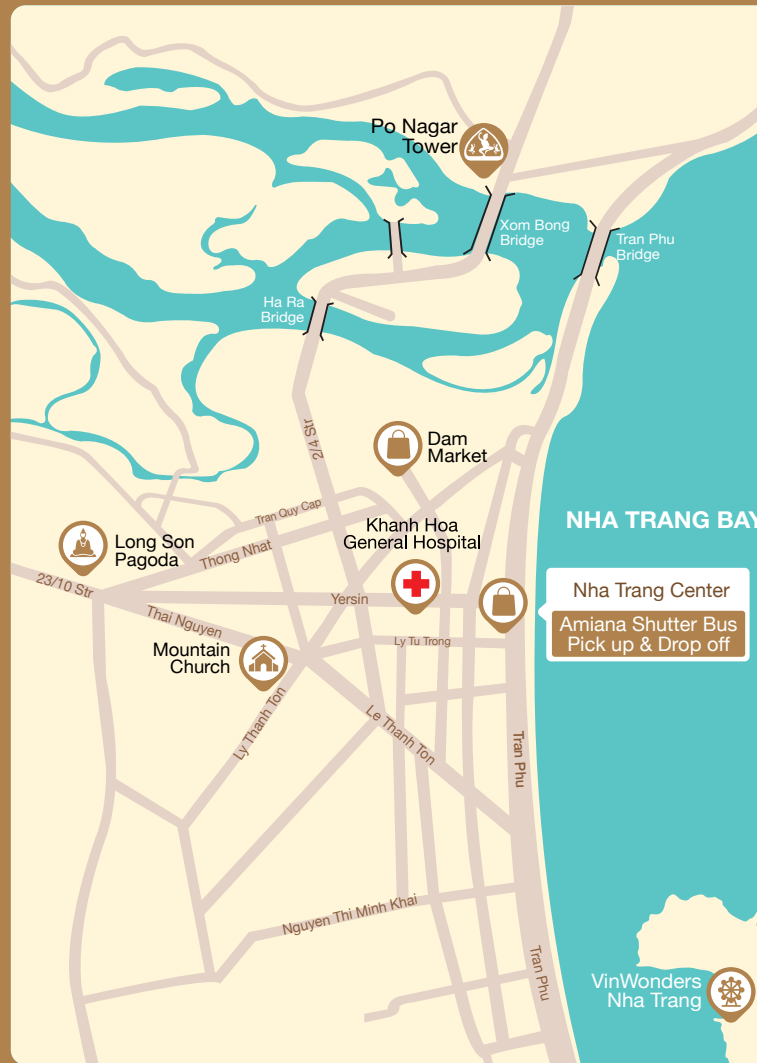 Po Nagar
Tower
Xom Bong
Bridge
Tran Phu
Bridge
Ha Ra
Bridge
2/4 Str
Dam
Market
Tran Quy Cap
Khanh Hoa
General Hospital
NHA TRANG BAY
Long Son
Pagoda
Thong Nhat
23/10 Str
Yersin
Nha Trang Center
Amiana Shutter Bus
Pick up & Drop off
Thai Nguyen
Ly Tu Trong
Mountain
Church
Ly Thanh Ton
Le Thanh Ton
Tran Phu
Nguyen Thi Minh Khai
Tran Phu
VinWonders
Nha Trang